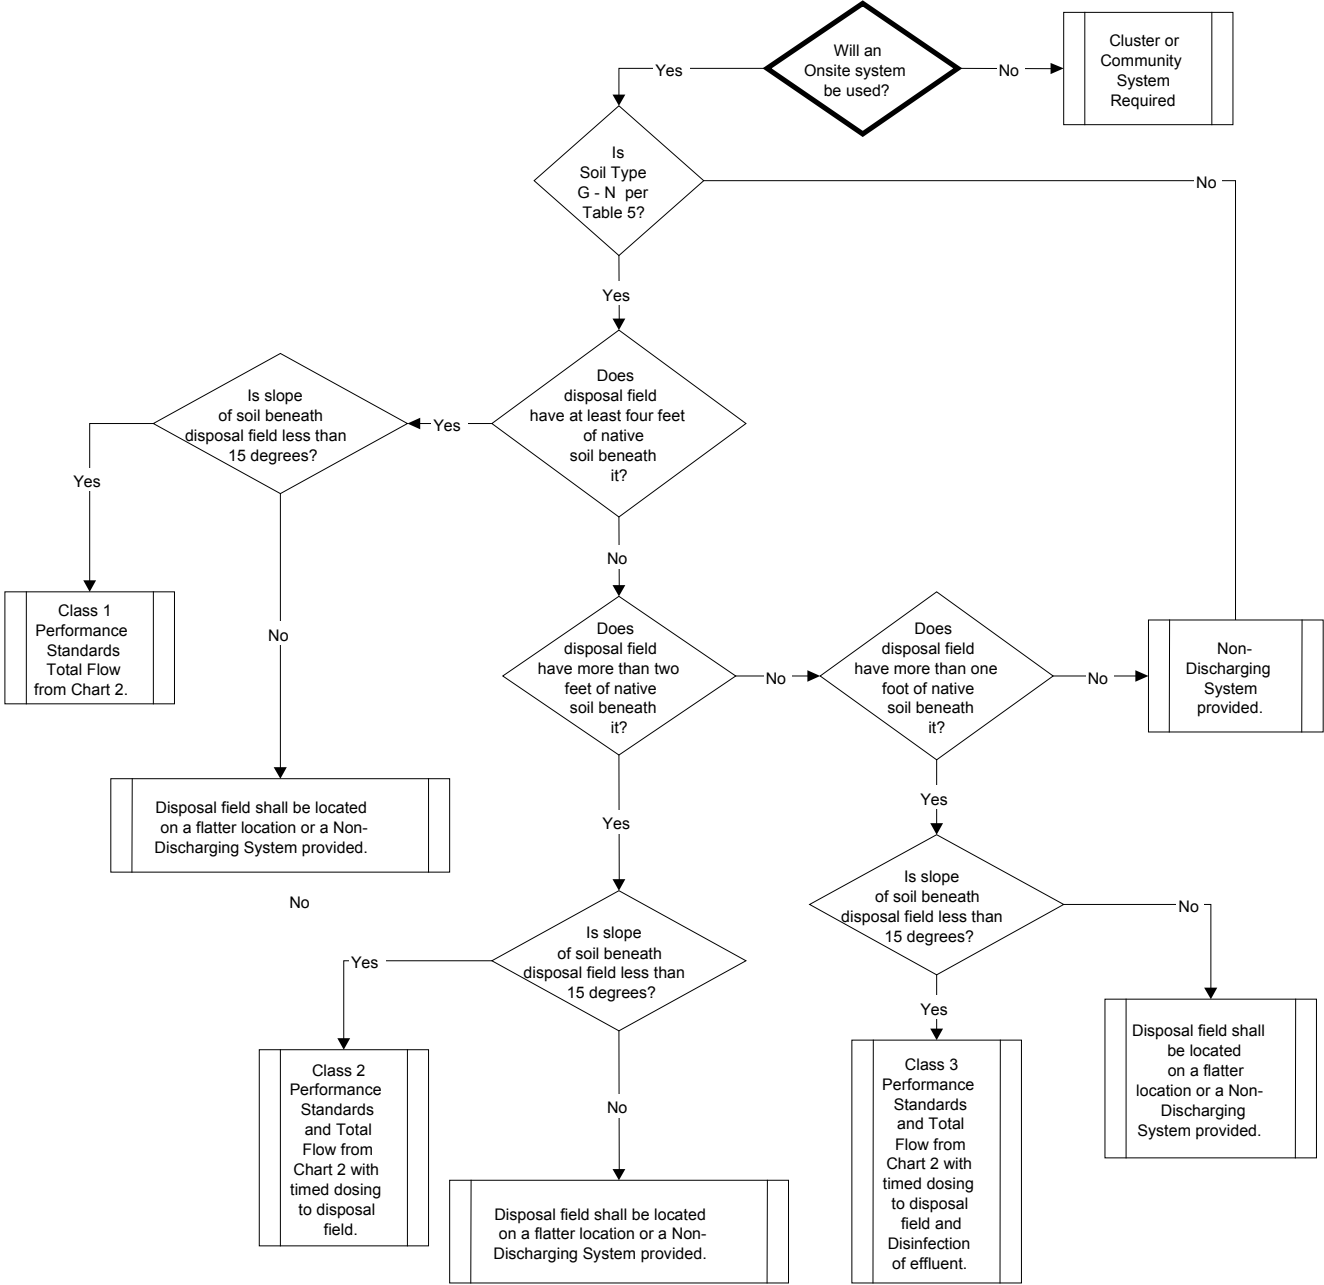 Will an
Onsite system
be used?
Yes
No
Cluster or
Community
System
Required
Is
Soil Type
G - N per
Table 5?
No
Yes
Does
disposal field
have at least four feet
of native
soil beneath
it?
Yes
Is slope
of soil beneath
disposal field less than
15 degrees?
Yes
Class 1
Performance
Standards
Total Flow
from Chart 2.
No
Disposal field shall be located
on a flatter location or a Non-
Discharging System provided.
No
No
Does
disposal field
have more than two
feet of native
soil beneath
it?
No
Does
disposal field
have more than one
foot of native
soil beneath
it?
No
Non-
Discharging
System
provided.
Yes
Is slope
of soil beneath
disposal field less than
15 degrees?
Yes
Class 2
Performance
Standards
and Total
Flow from
Chart 2 with
timed dosing
to disposal
field.
No
Disposal field shall be located
on a flatter location or a Non-
Discharging System provided.
Yes
Is slope
of soil beneath
disposal field less than
15 degrees?
No
Disposal field shall
be located
on a flatter
location or a Non-
Discharging
System provided.
Yes
Class 3
Performance
Standards
and Total
Flow from
Chart 2 with
timed dosing
to disposal
field and
Disinfection
of effluent.